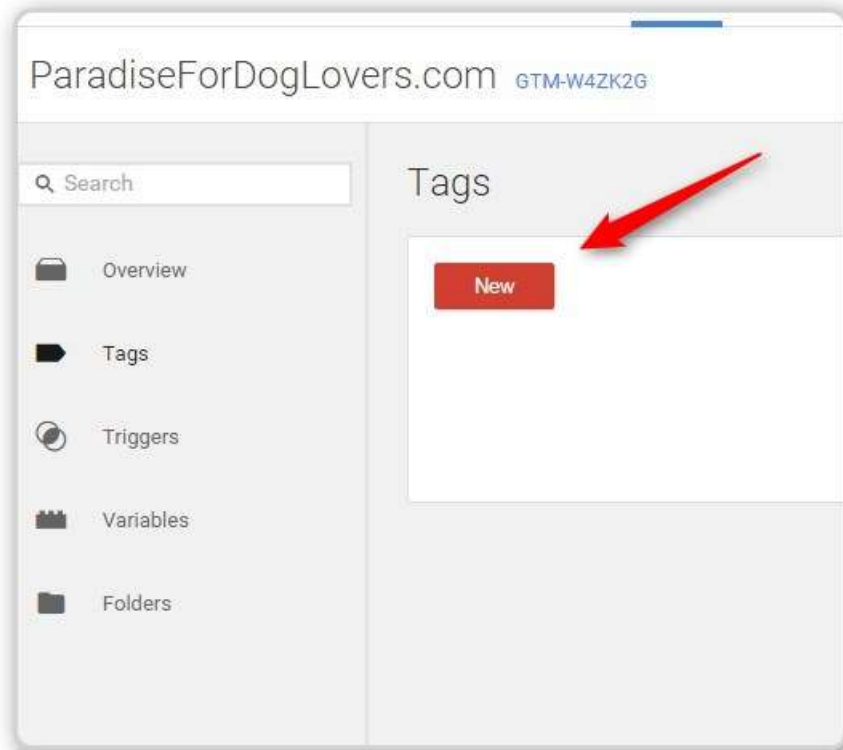 ParadiseForDogLovers.com GTM-W4ZK2G
Search
Tags
Overview
New
Tags
Triggers
Variables
Folders